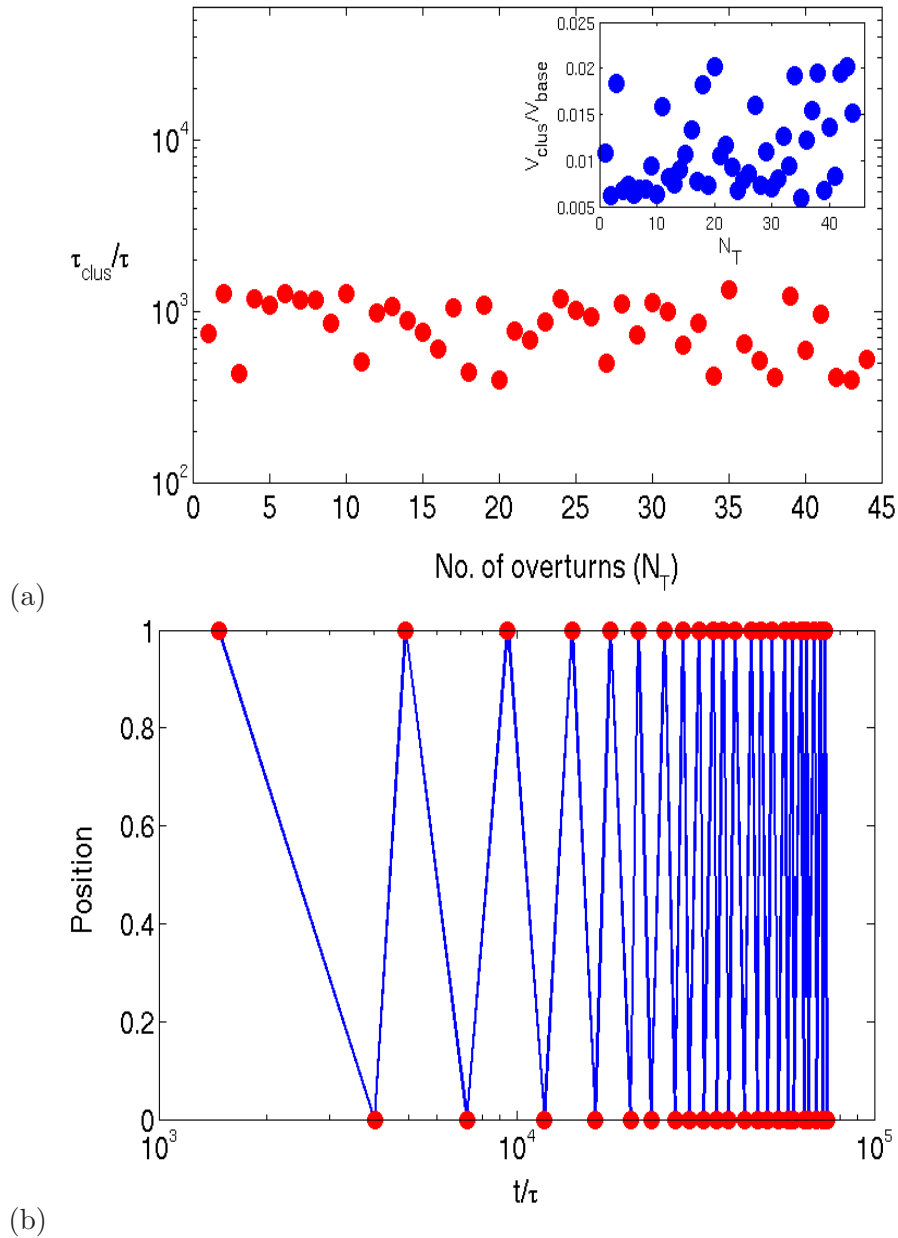 0.025
0.02
0.015
0.01
0.005
V_clus/V_base
0 10 20 30 40
N_T
10^4
10^3
10^2
τ_clus/τ
0 5 10 15 20 25 30 35 40 45
No. of overturns (N_T)
(a)
1
0.8
0.6
0.4
0.2
0
Position
10^3 10^4 10^5
t/τ
(b)